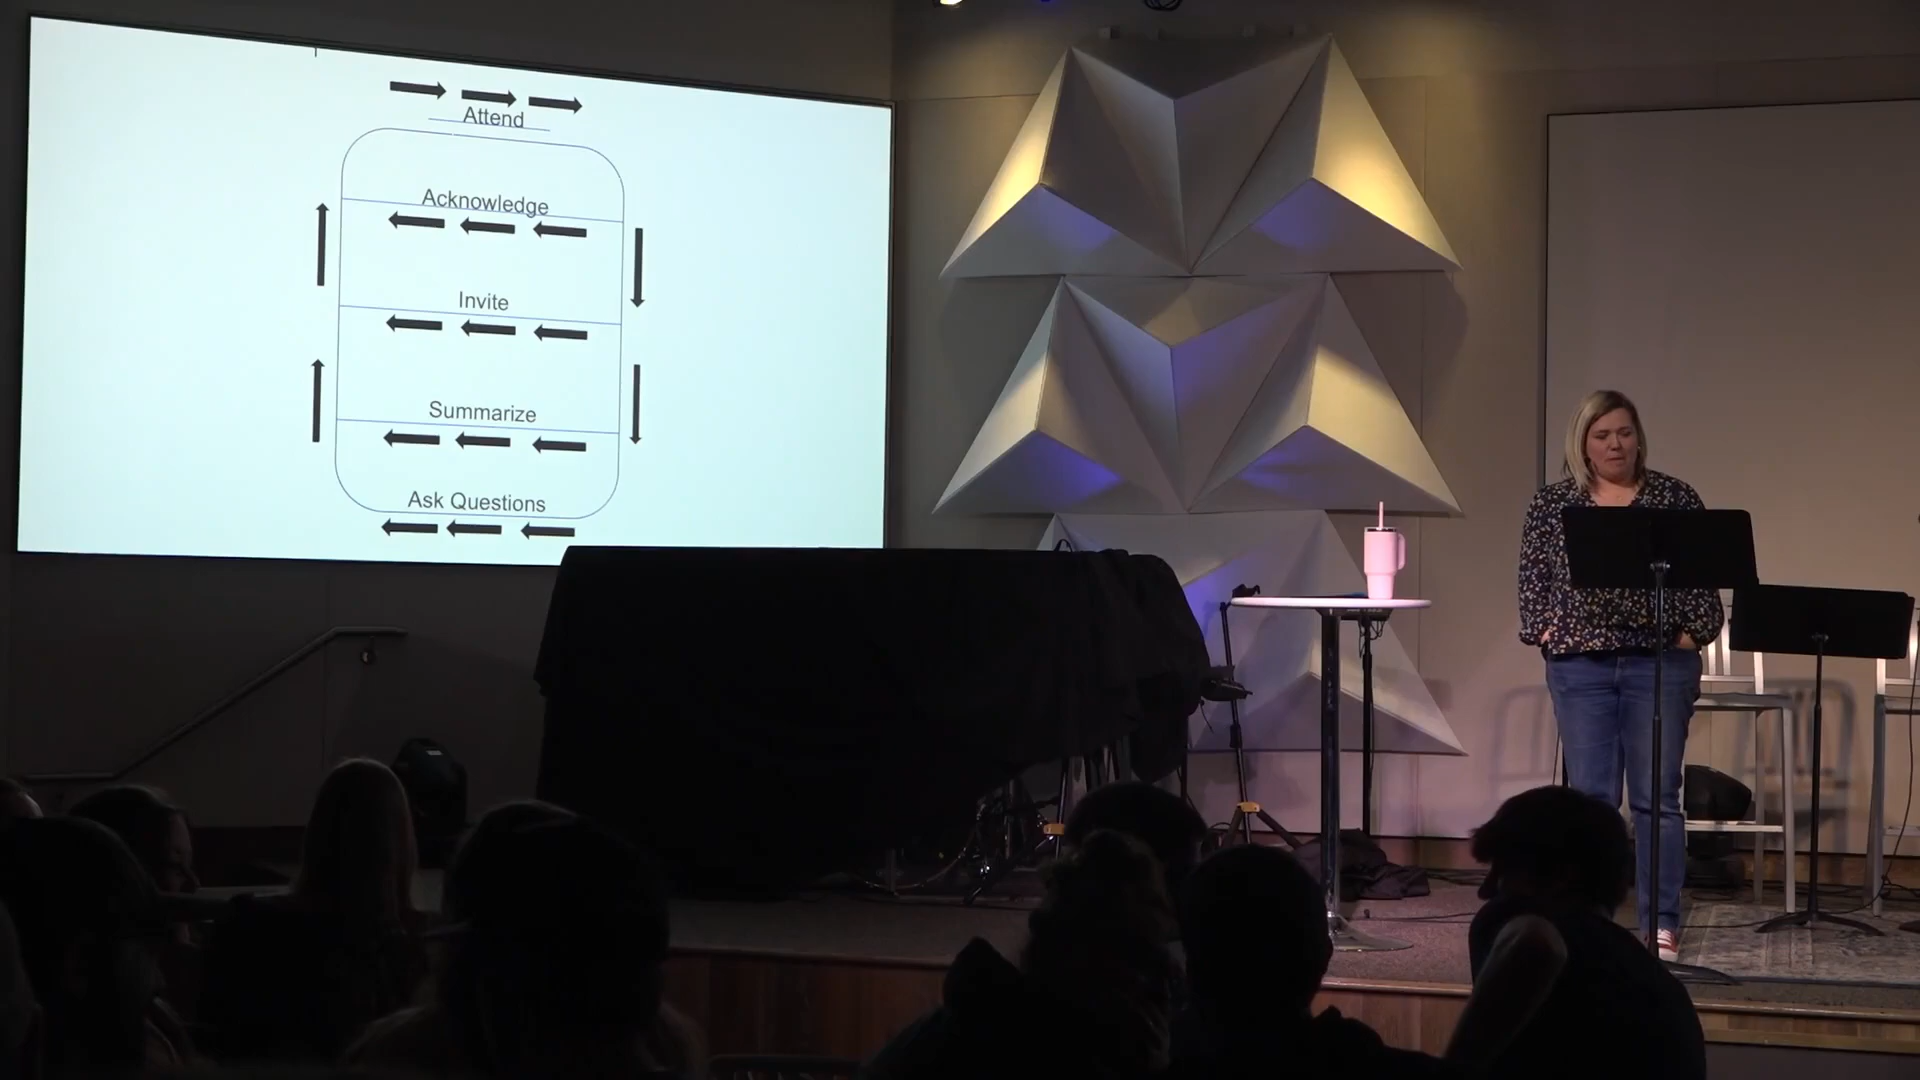 Attend
Acknowledge
Invite
Summarize
Ask Questions